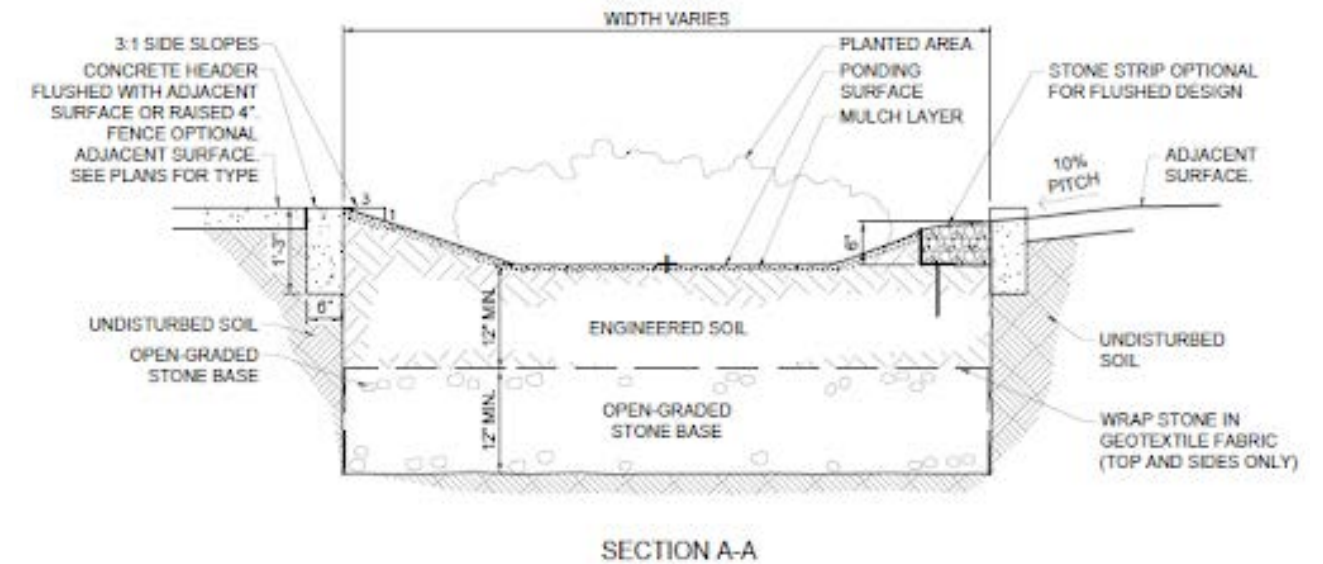 WIDTH VARIES
3:1 SIDE SLOPES
CONCRETE HEADER
FLUSHED WITH ADJACENT
SURFACE OR RAISED 4".
FENCE OPTIONAL
ADJACENT SURFACE.
SEE PLANS FOR TYPE
PLANTED AREA
PONDING
SURFACE
MULCH LAYER
STONE STRIP OPTIONAL
FOR FLUSHED DESIGN
10%
PITCH
ADJACENT
SURFACE.
3
1
1'-3"
6"
6"
UNDISTURBED SOIL
OPEN-GRADED
STONE BASE
12" MIN.
ENGINEERED SOIL
12" MIN.
OPEN-GRADED
STONE BASE
UNDISTURBED
SOIL
WRAP STONE IN
GEOTEXTILE FABRIC
(TOP AND SIDES ONLY)
SECTION A-A